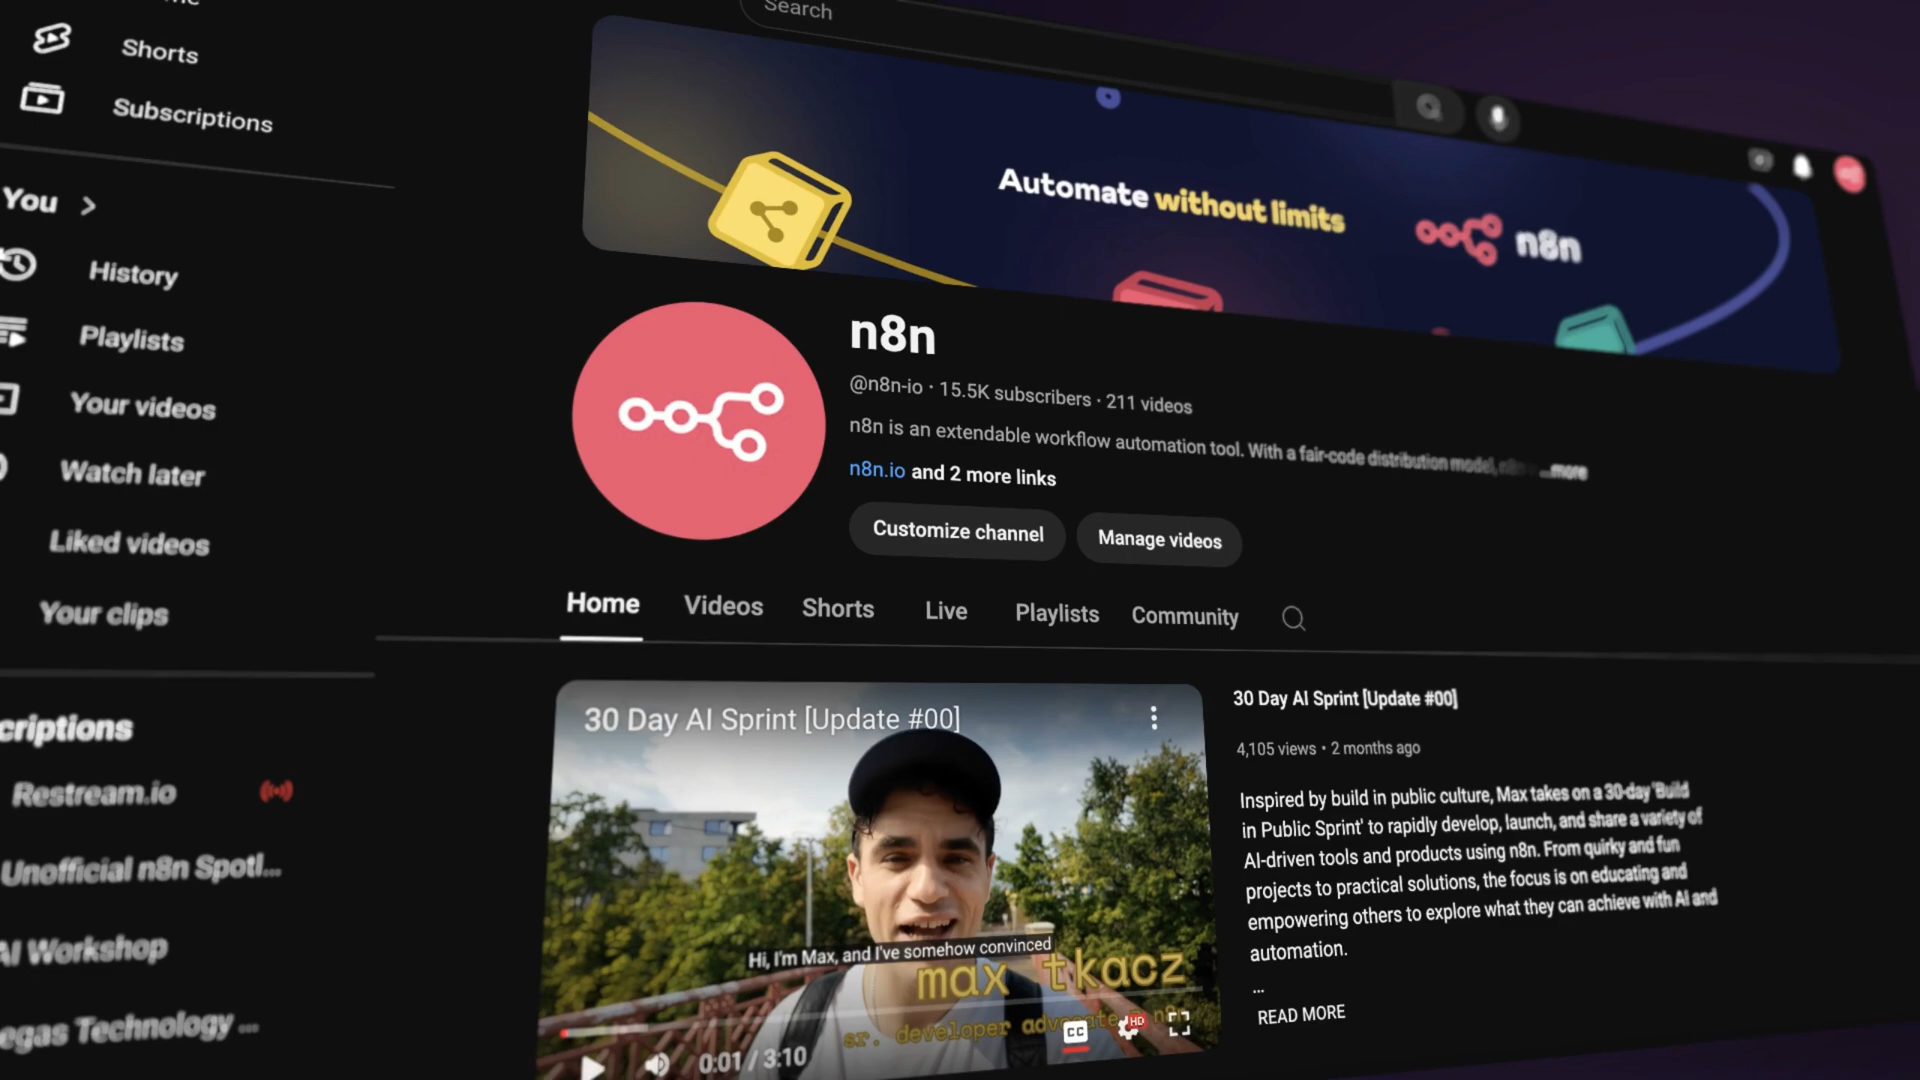 Search
Shorts
Subscriptions
You
History
Playlists
Your videos
Watch later
Liked videos
Your clips
criptions
Restream.io
Unofficial n8n Spotl...
AI Workshop
egas Technology ...
Automate without limits
n8n
n8n
@n8n-io · 15.5K subscribers · 211 videos
n8n is an extendable workflow automation tool. With a fair-code distribution model, n8n ...more
n8n.io and 2 more links
Customize channel
Manage videos
Home
Videos
Shorts
Live
Playlists
Community
30 Day AI Sprint [Update #00]
Hi, I'm Max, and I've somehow convinced
max tkacz
sr. developer advocate n8n
CC
HD
0:01 / 3:10
30 Day AI Sprint [Update #00]
4,105 views • 2 months ago
Inspired by build in public culture, Max takes on a 30-day 'Build
in Public Sprint' to rapidly develop, launch, and share a variety of
AI-driven tools and products using n8n. From quirky and fun
projects to practical solutions, the focus is on educating and
empowering others to explore what they can achieve with AI and
automation.
...
READ MORE